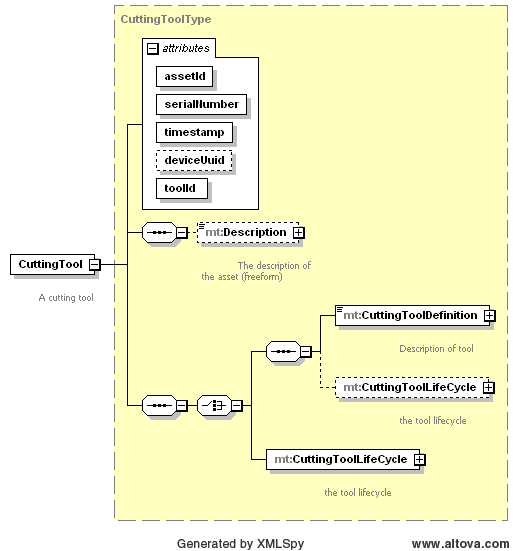 CuttingToolType
attributes
assetId
serialNumber
timestamp
deviceUuid
toolId
mt:Description
The description of
the asset (freeform)
CuttingTool
A cutting tool
mt:CuttingToolDefinition
Description of tool
mt:CuttingToolLifeCycle
the tool lifecycle
mt:CuttingToolLifeCycle
the tool lifecycle
Generated by XMLSpy
www.altova.com